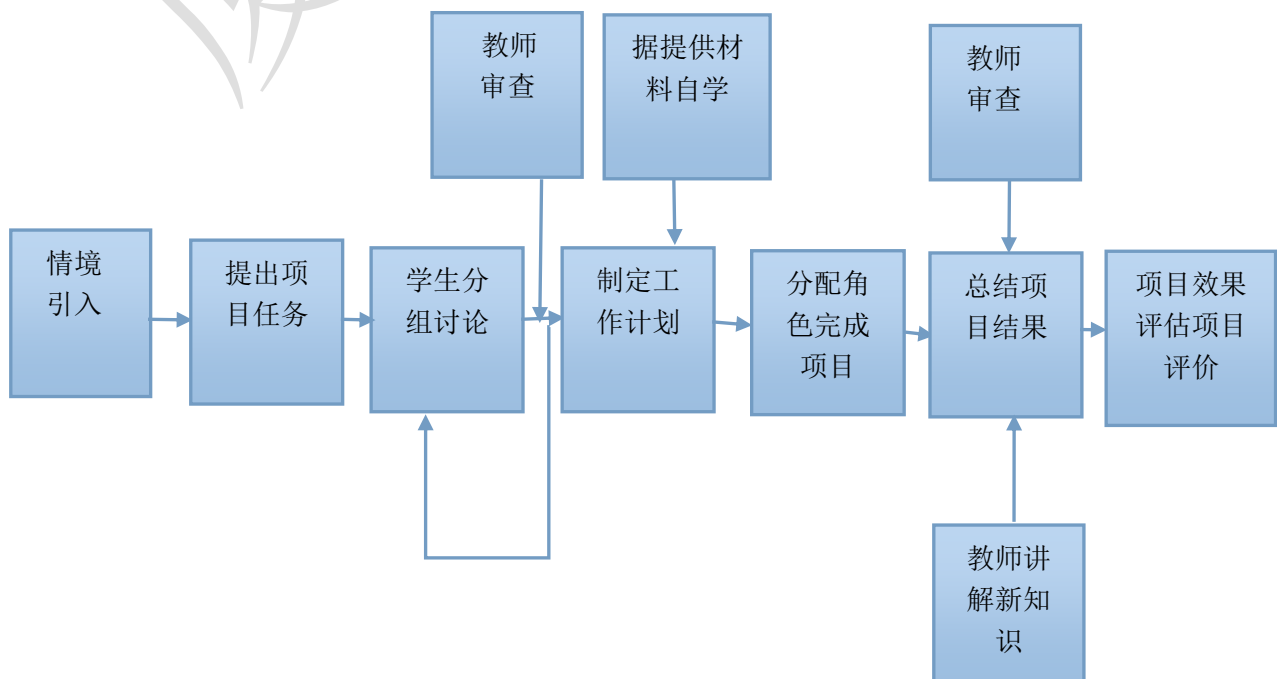 教师
审查
据提供材
料自学
教师
审查
情境
引入
提出项
目任务
学生分
组讨论
制定工
作计划
分配角
色完成
项目
总结项
目结果
项目效果
评估项目
评价
教师讲
解新知
识